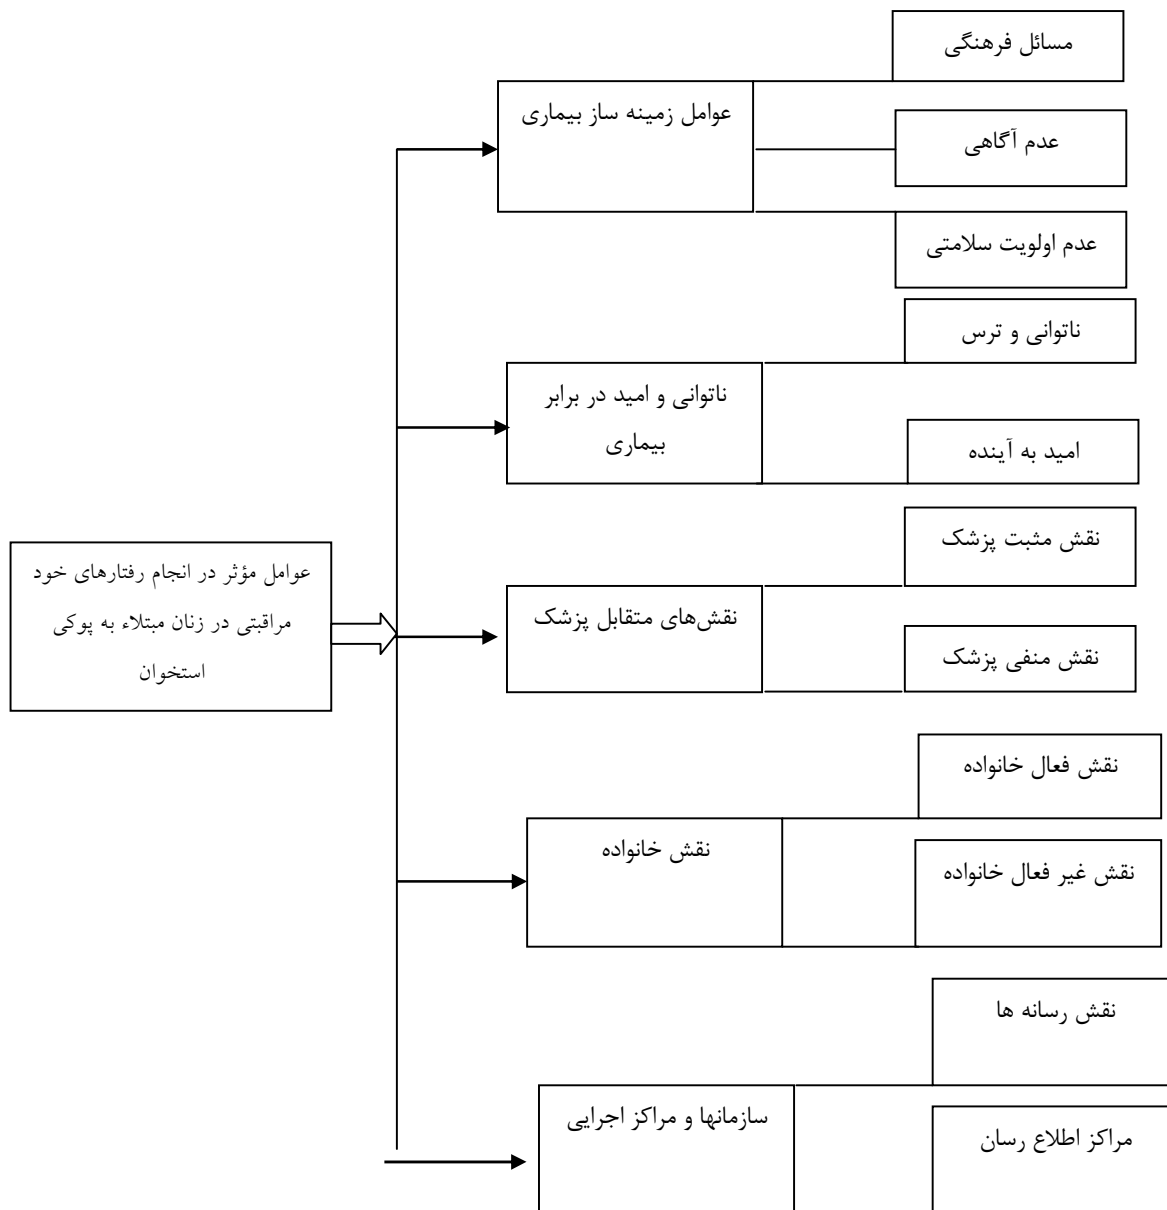 مسائل فرهنگی
عوامل زمینه ساز بیماری
عدم آگاهی
عدم اولویت سلامتی
ناتوانی و ترس
ناتوانی و امید در برابر
بیماری
امید به آینده
نقش مثبت پزشک
عوامل مؤثر در انجام رفتارهای خود
مراقبتی در زنان مبتلاء به پوکی
استخوان
نقش‌های متقابل پزشک
نقش منفی پزشک
نقش فعال خانواده
نقش خانواده
نقش غیر فعال خانواده
نقش رسانه ها
سازمانها و مراکز اجرایی
مراکز اطلاع رسان